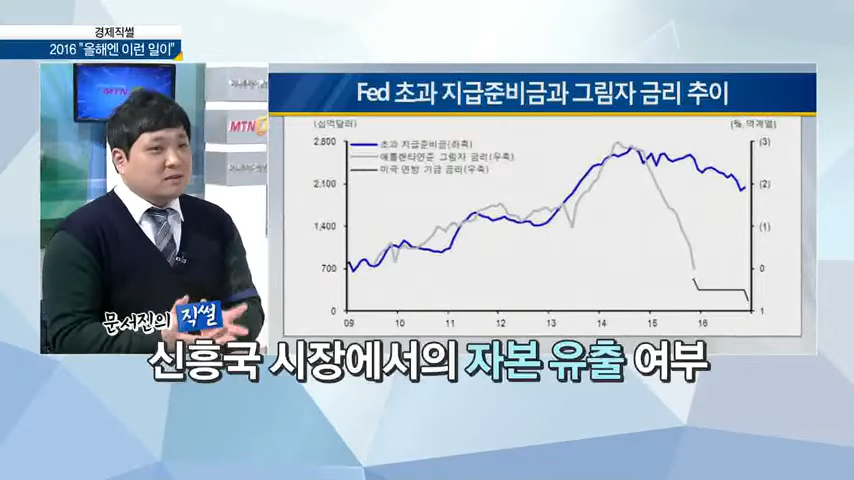 경제직썰
2016 "올해엔 이런 일이"
MTN
MTN
Fed 초과 지급준비금과 그림자 금리 추이
(십억달러)
(%, 역계열)
초과 지급준비금(좌축)
애틀랜타연준 그림자 금리(우축)
미국 연방 기금 금리(우축)
2,800
2,100
1,400
700
0
(3)
(2)
(1)
0
1
09
10
11
12
13
14
15
16
문서진의 직썰
신흥국 시장에서의 자본 유출 여부